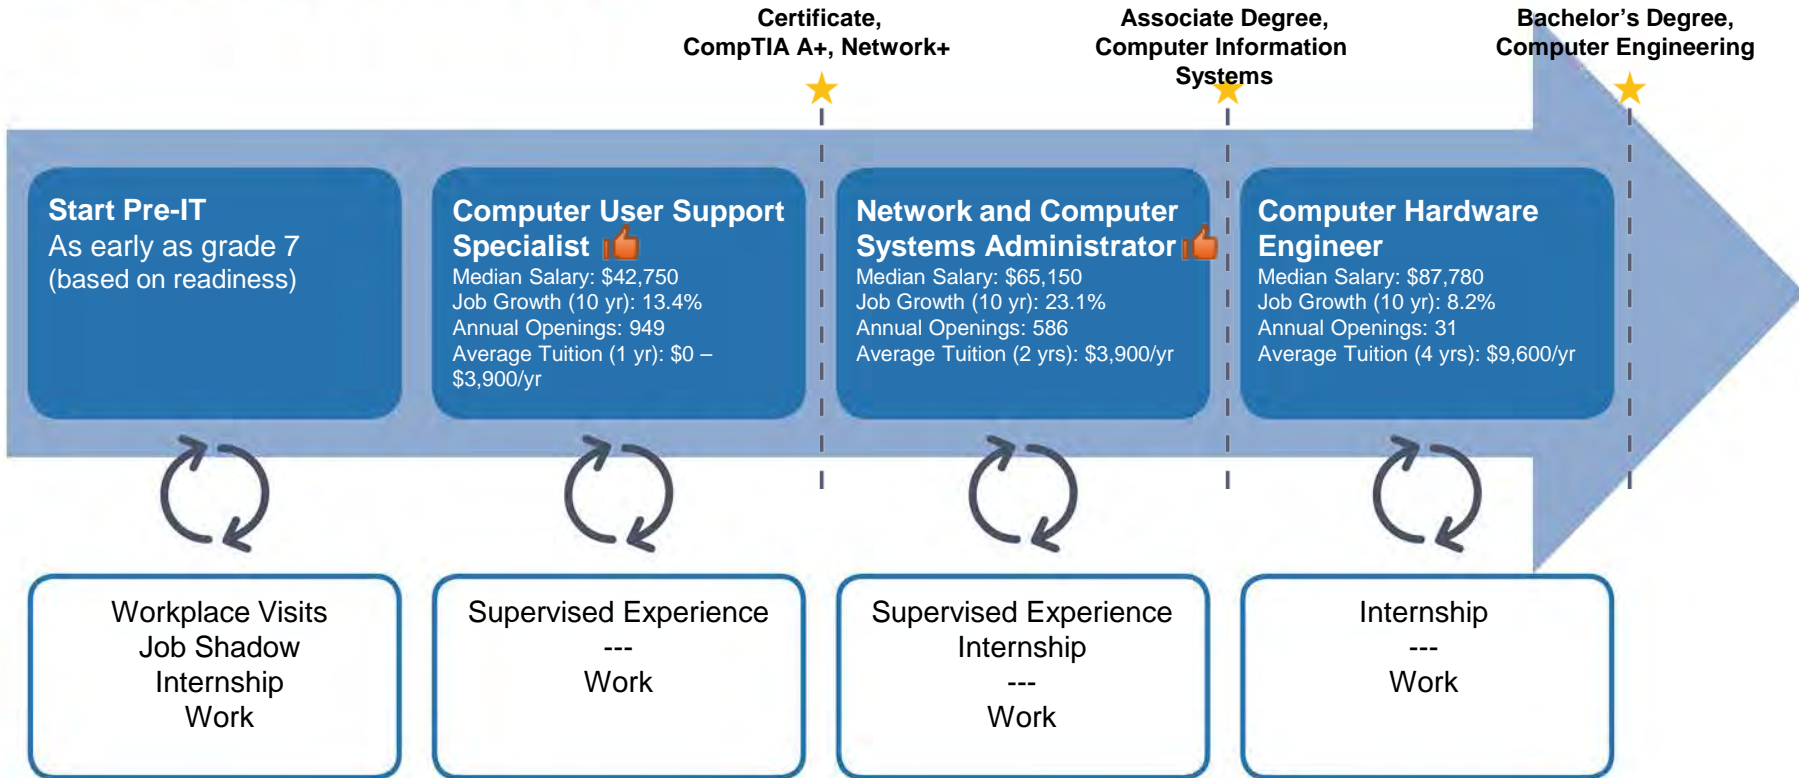 Certificate,
CompTIA A+, Network+
Associate Degree,
Computer Information
Systems
Bachelor's Degree,
Computer Engineering
Start Pre-IT
As early as grade 7
(based on readiness)
Computer User Support
Specialist
Median Salary: $42,750
Job Growth (10 yr): 13.4%
Annual Openings: 949
Average Tuition (1 yr): $0 –
$3,900/yr
Network and Computer
Systems Administrator
Median Salary: $65,150
Job Growth (10 yr): 23.1%
Annual Openings: 586
Average Tuition (2 yrs): $3,900/yr
Computer Hardware
Engineer
Median Salary: $87,780
Job Growth (10 yr): 8.2%
Annual Openings: 31
Average Tuition (4 yrs): $9,600/yr
Workplace Visits
Job Shadow
Internship
Work
Supervised Experience
---
Work
Supervised Experience
Internship
---
Work
Internship
---
Work